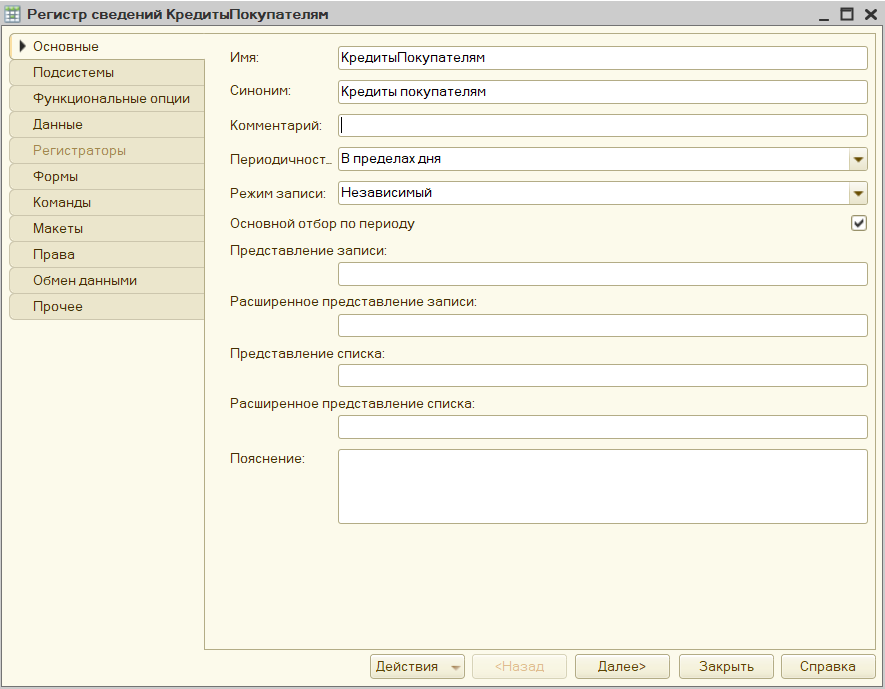 Регистр сведений КредитыПокупателям
Основные
Подсистемы
Функциональные опции
Данные
Регистраторы
Формы
Команды
Макеты
Права
Обмен данными
Прочее
Имя: КредитыПокупателям
Синоним: Кредиты покупателям
Комментарий:
Периодичност... В пределах дня
Режим записи: Независимый
Основной отбор по периоду
Представление записи:
Расширенное представление записи:
Представление списка:
Расширенное представление списка:
Пояснение:
Действия <Назад Далее> Закрыть Справка